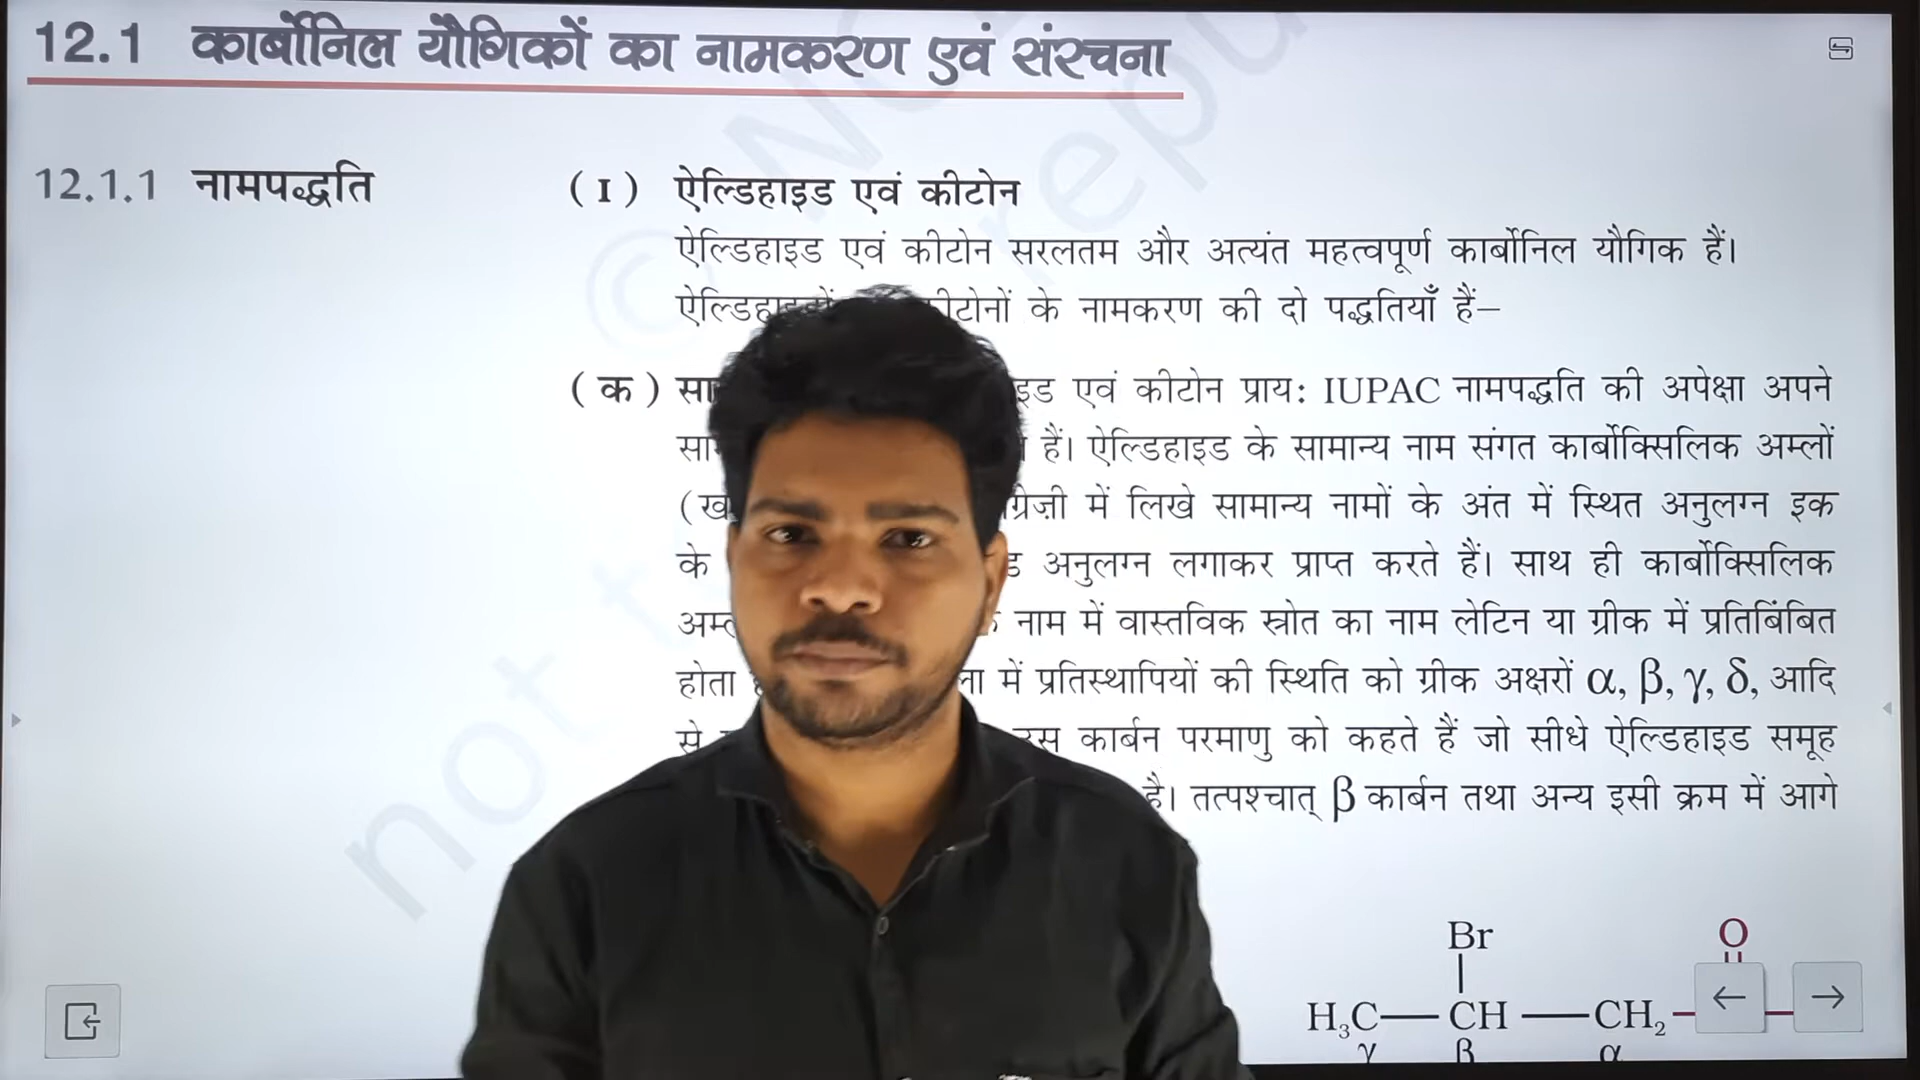 12.1 कार्बोनिल यौगिकों का नामकरण एवं संरचना
12.1.1 नामपद्धति
( I ) ऐल्डिहाइड एवं कीटोन
ऐल्डिहाइड एवं कीटोन सरलतम और अत्यंत महत्वपूर्ण कार्बोनिल यौगिक हैं।
के नामकरण की दो पद्धतियाँ हैं–
( क ) एवं कीटोन प्राय: IUPAC नामपद्धति की अपेक्षा अपने
हैं। ऐल्डिहाइड के सामान्य नाम संगत कार्बोक्सिलिक अम्लों
में लिखे सामान्य नामों के अंत में स्थित अनुलग्न इक
के अनुलग्न लगाकर प्राप्त करते हैं। साथ ही कार्बोक्सिलिक
नाम में वास्तविक स्रोत का नाम लेटिन या ग्रीक में प्रतिबिंबित
होता में प्रतिस्थापियों की स्थिति को ग्रीक अक्षरों α, β, γ, δ, आदि
से कार्बन परमाणु को कहते हैं जो सीधे ऐल्डिहाइड समूह
है। तत्पश्चात् β कार्बन तथा अन्य इसी क्रम में आगे
Br O
H₃C — CH — CH₂ —
γ β α
not
repu